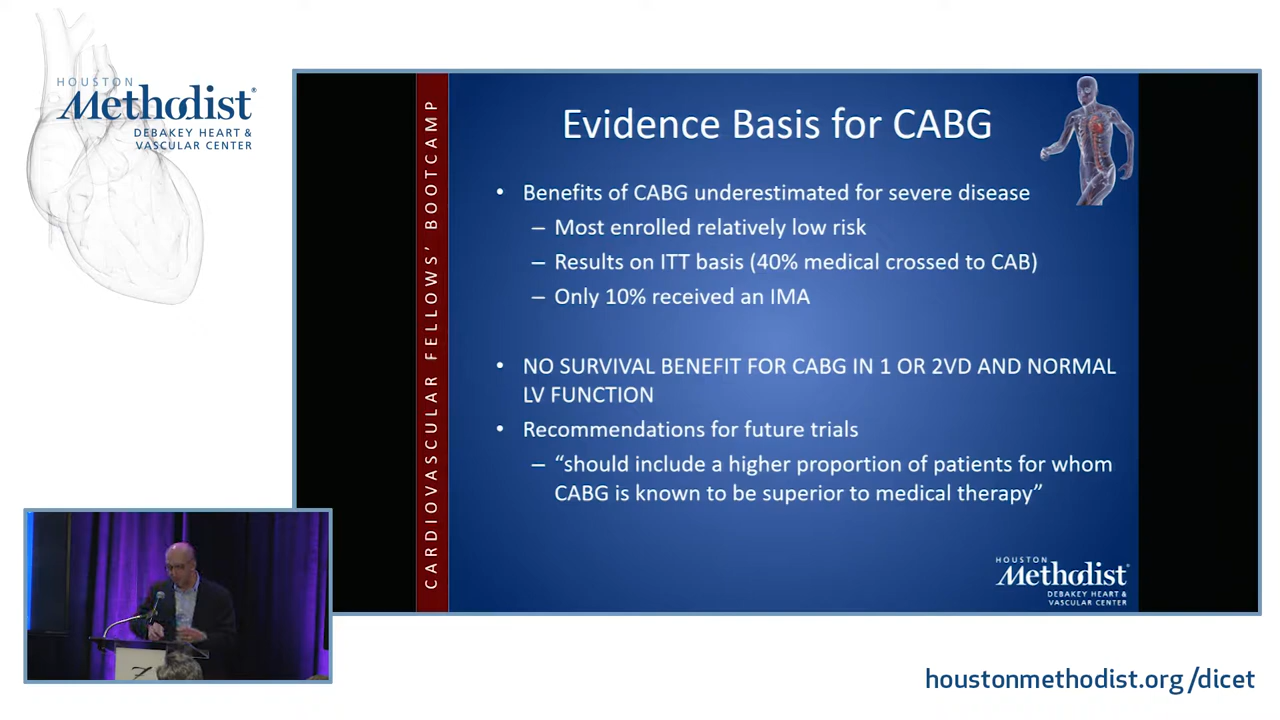 HOUSTON
Methodist®
DEBAKEY HEART &
VASCULAR CENTER
CARDIOVASCULAR FELLOWS' BOOTCAMP
Evidence Basis for CABG
• Benefits of CABG underestimated for severe disease
– Most enrolled relatively low risk
– Results on ITT basis (40% medical crossed to CAB)
– Only 10% received an IMA
• NO SURVIVAL BENEFIT FOR CABG IN 1 OR 2VD AND NORMAL
LV FUNCTION
• Recommendations for future trials
– “should include a higher proportion of patients for whom
CABG is known to be superior to medical therapy”
HOUSTON
Methodist®
DEBAKEY HEART &
VASCULAR CENTER
houstonmethodist.org/dicet